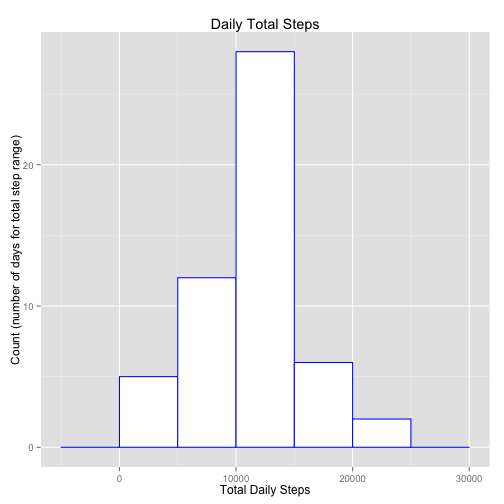 Daily Total Steps
Count (number of days for total step range)
20
10
0
0 10000 20000 30000
Total Daily Steps